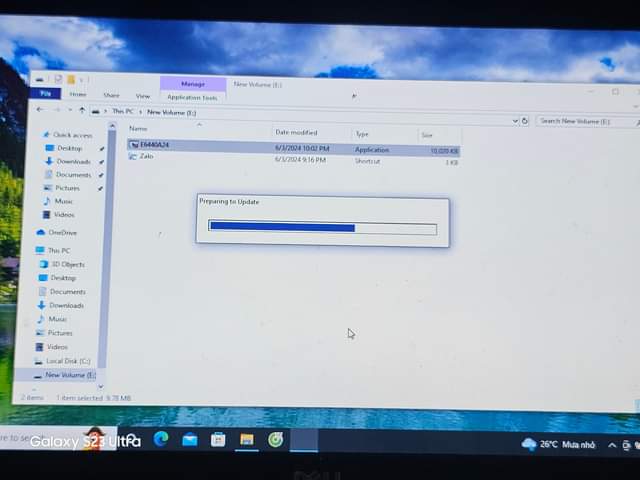 Manage
New Volume (E:)
File
Home
Share
View
Application Tools
This PC > New Volume (E:)
Search New Volume (E:)
Name
Date modified
Type
Size
Quick access
Desktop
Downloads
Documents
Pictures
Music
Videos
OneDrive
This PC
3D Objects
Desktop
Documents
Downloads
Music
Pictures
Videos
Local Disk (C:)
New Volume (E:)
E6440A24
6/3/2024 10:02 PM
Application
10,020 KB
Zalo
6/3/2024 9:16 PM
Shortcut
Preparing to Update
2 items
1 item selected 9.78 MB
Galaxy S23 Ultra
26°C Mưa nhỏ